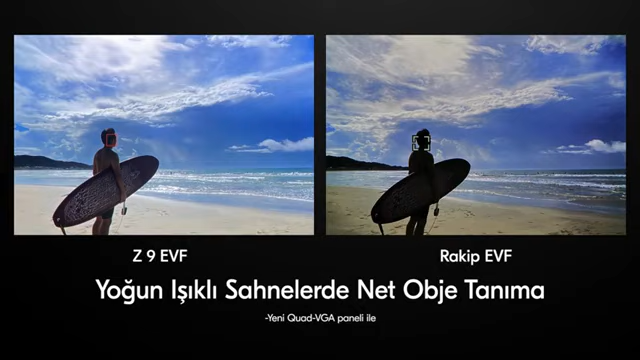 Z 9 EVF
Rakip EVF
Yoğun Işıklı Sahnelerde Net Obje Tanıma
-Yeni Quad-VGA paneli ile